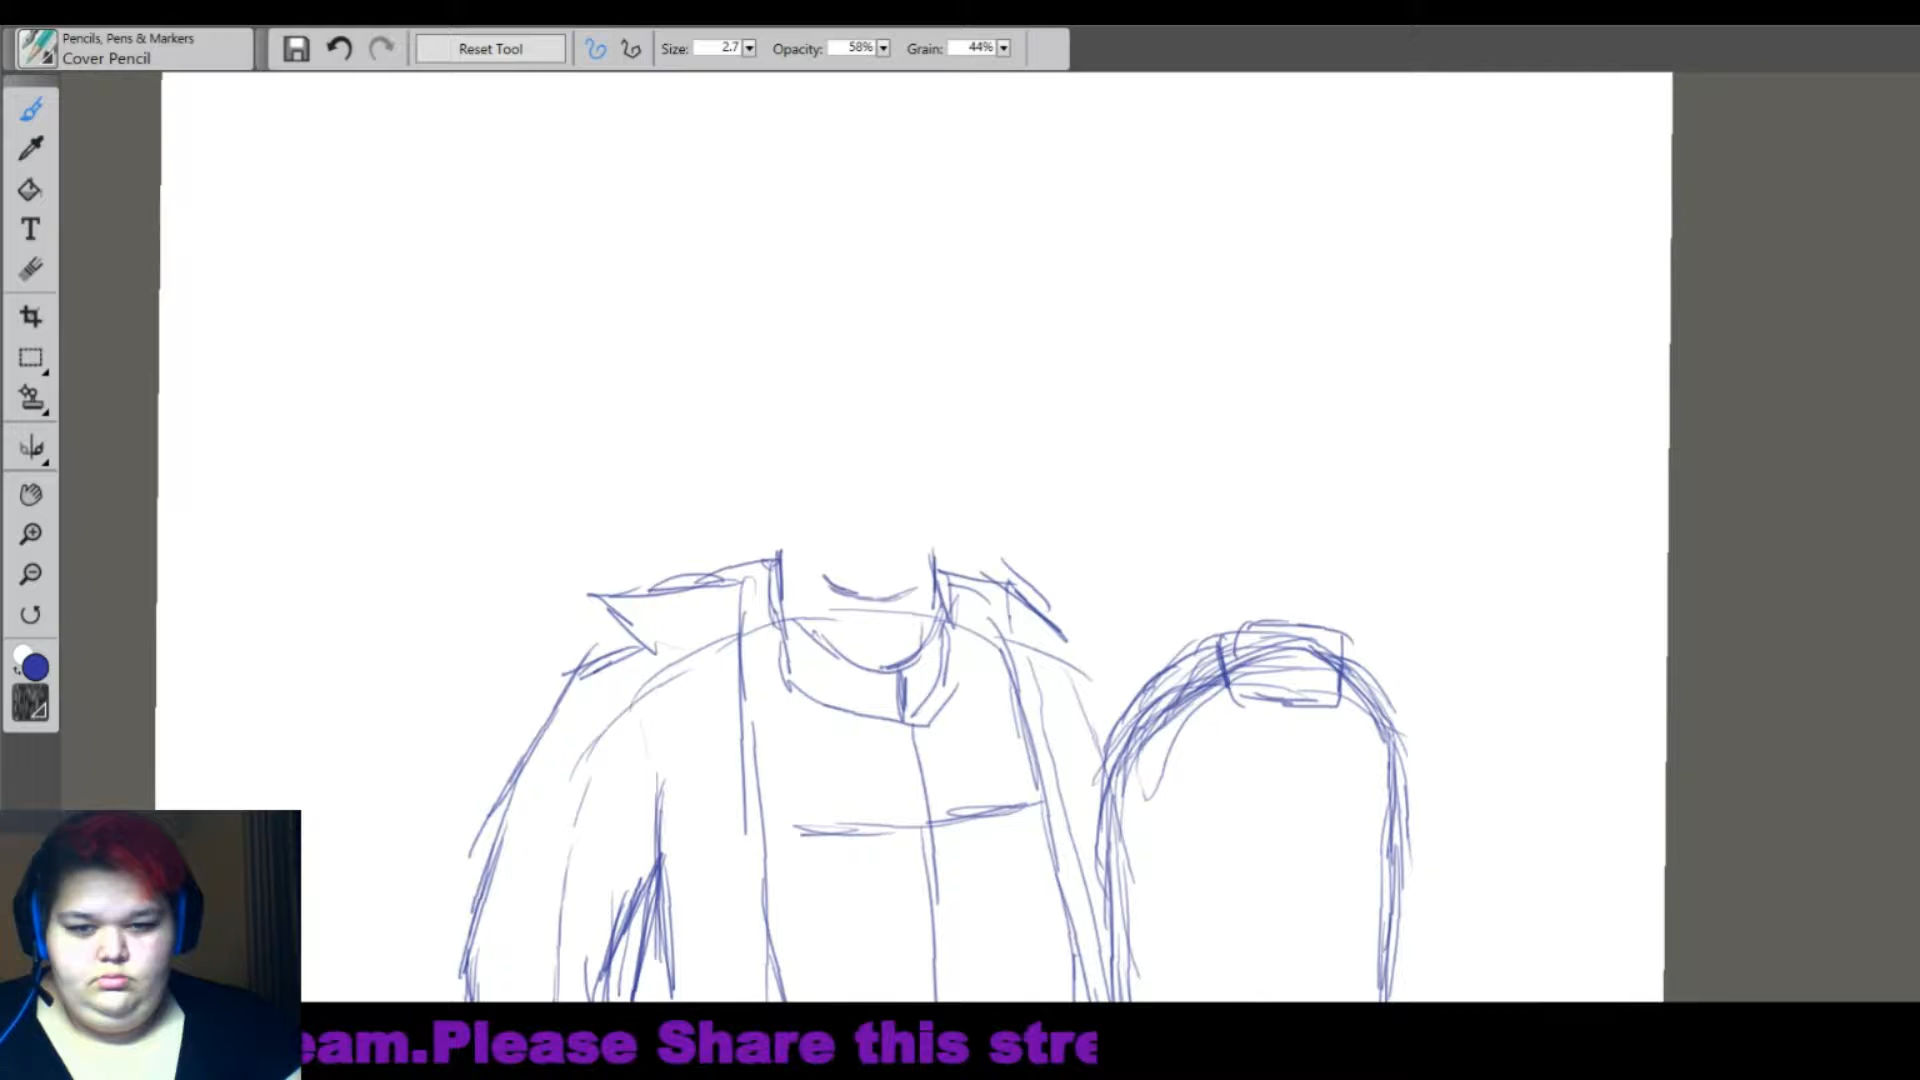 Pencils, Pens & Markers
Cover Pencil
Reset Tool
Size: 2.7
Opacity: 58%
Grain: 44%
T
eam.Please Share this stre